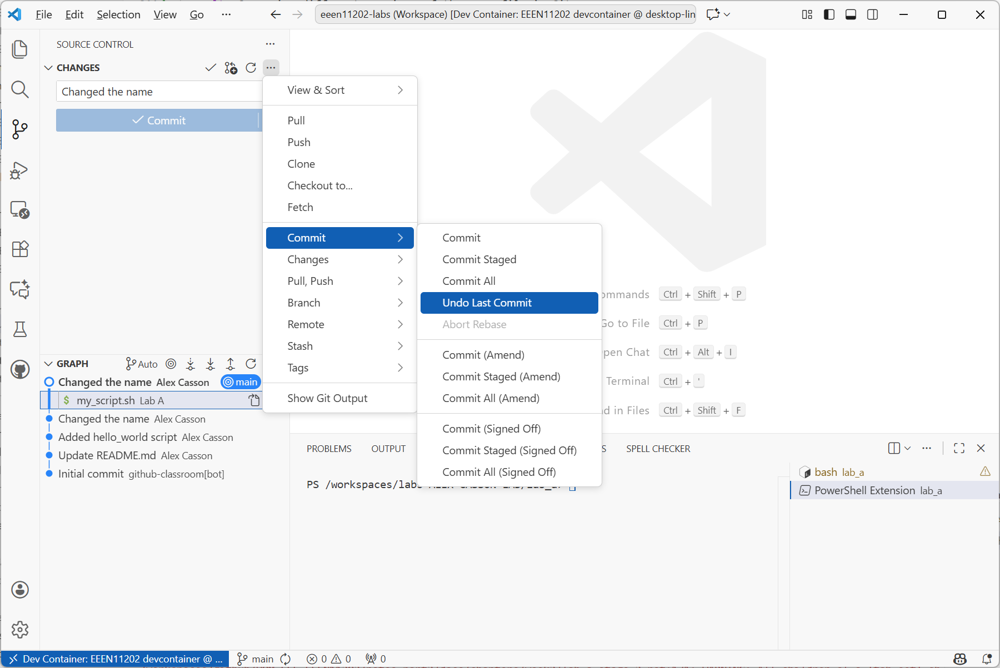 File Edit Selection View Go ···
eeen11202-labs (Workspace) [Dev Container: EEEN11202 devcontainer @ desktop-lin
SOURCE CONTROL
CHANGES
Changed the name
Commit
View & Sort
Pull
Push
Clone
Checkout to...
Fetch
Commit
Changes
Pull, Push
Branch
Remote
Stash
Tags
Show Git Output
Commit
Commit Staged
Commit All
Undo Last Commit
Abort Rebase
Commit (Amend)
Commit Staged (Amend)
Commit All (Amend)
Commit (Signed Off)
Commit Staged (Signed Off)
Commit All (Signed Off)
ommands Ctrl + Shift + P
Go to File Ctrl + P
pen Chat Ctrl + Alt + I
Terminal Ctrl + '
d in Files Ctrl + Shift + F
GRAPH Auto
Changed the name Alex Casson main
$ my_script.sh Lab A
Changed the name Alex Casson
Added hello_world script Alex Casson
Update README.md Alex Casson
Initial commit github-classroom[bot]
PROBLEMS OUTPUT S SPELL CHECKER
PS /workspaces/labs
bash lab_a
PowerShell Extension lab_a
Dev Container: EEEN11202 devcontainer @ ... main 0 0 0